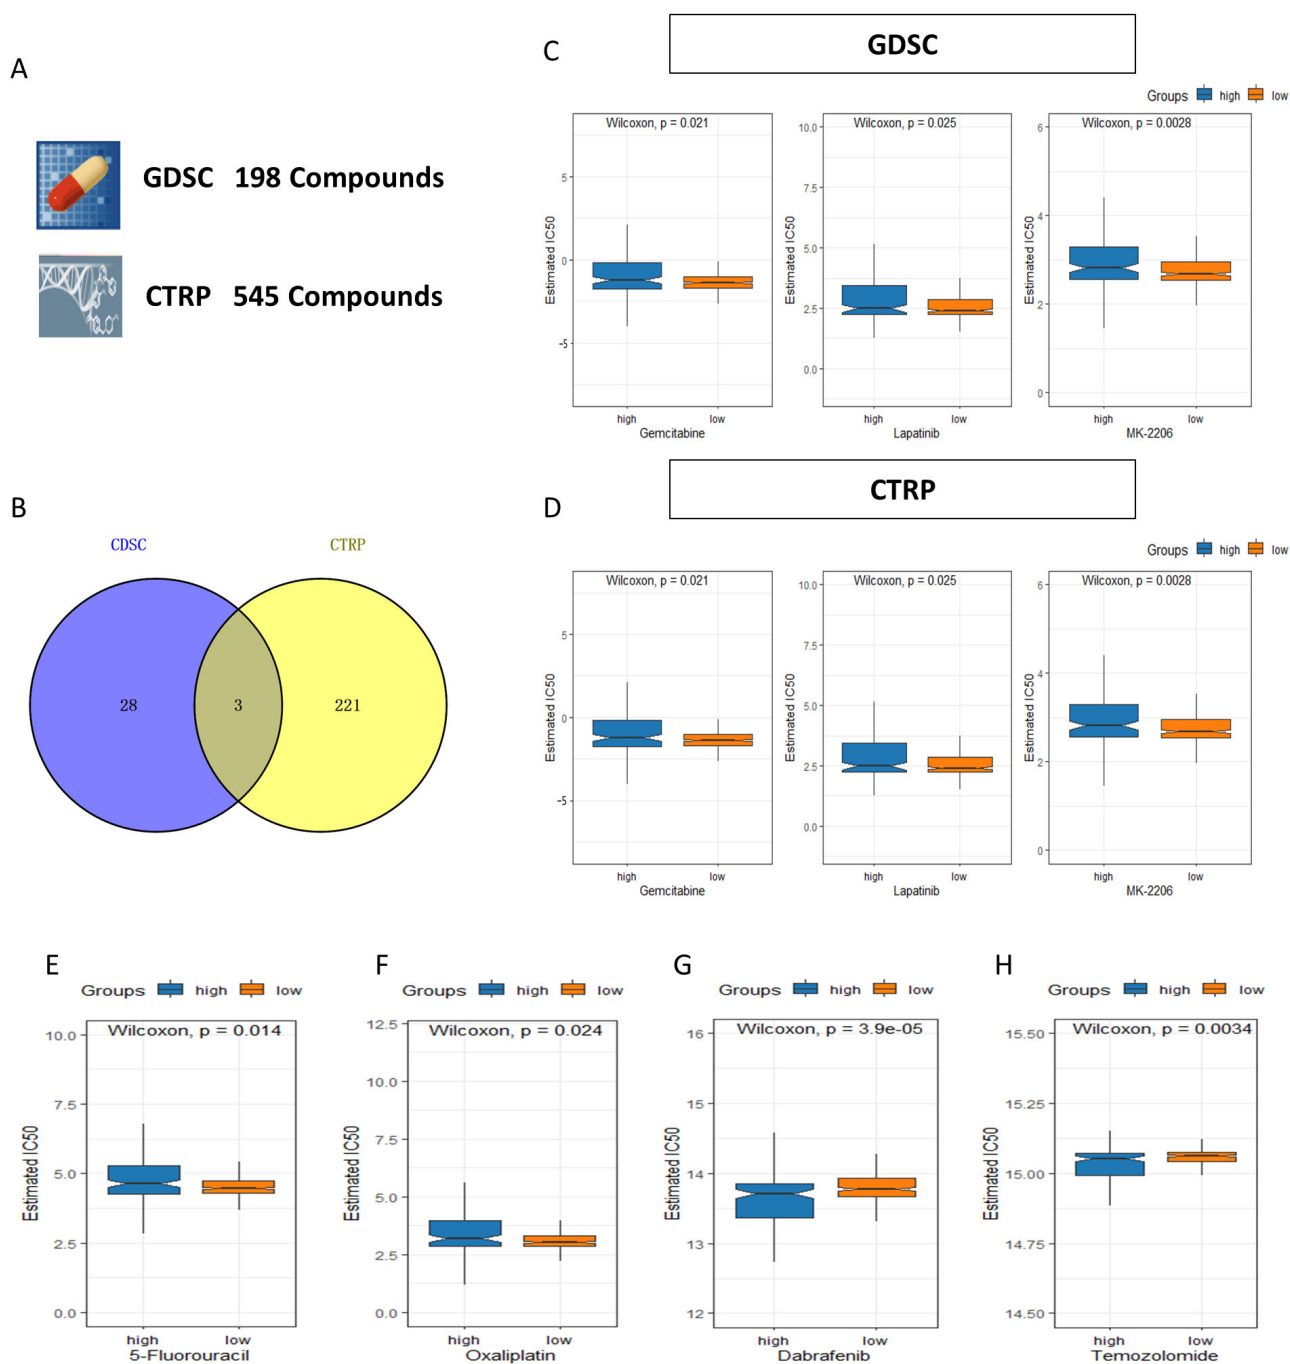 A
GDSC 198 Compounds
CTRP 545 Compounds
B
CDSC CTRP
28 3 221
C
GDSC
Groups high low
Wilcoxon, p = 0.021
Estimated IC50
5
0
-5
high low
Gemcitabine
Wilcoxon, p = 0.025
Estimated IC50
10.0
7.5
5.0
2.5
0.0
high low
Lapatinib
Wilcoxon, p = 0.0028
Estimated IC50
6
4
2
0
high low
MK-2206
D
CTRP
Groups high low
Wilcoxon, p = 0.021
Estimated IC50
5
0
-5
high low
Gemcitabine
Wilcoxon, p = 0.025
Estimated IC50
10.0
7.5
5.0
2.5
0.0
high low
Lapatinib
Wilcoxon, p = 0.0028
Estimated IC50
6
4
2
0
high low
MK-2206
E
Groups high low
Wilcoxon, p = 0.014
Estimated IC50
10.0
7.5
5.0
2.5
0.0
high low
5-Fluorouracil
F
Groups high low
Wilcoxon, p = 0.024
Estimated IC50
12.5
10.0
7.5
5.0
2.5
0.0
high low
Oxaliplatin
G
Groups high low
Wilcoxon, p = 3.9e-05
Estimated IC50
16
15
14
13
12
high low
Dabrafenib
H
Groups high low
Wilcoxon, p = 0.0034
Estimated IC50
15.50
15.25
15.00
14.75
14.50
high low
Temozolomide